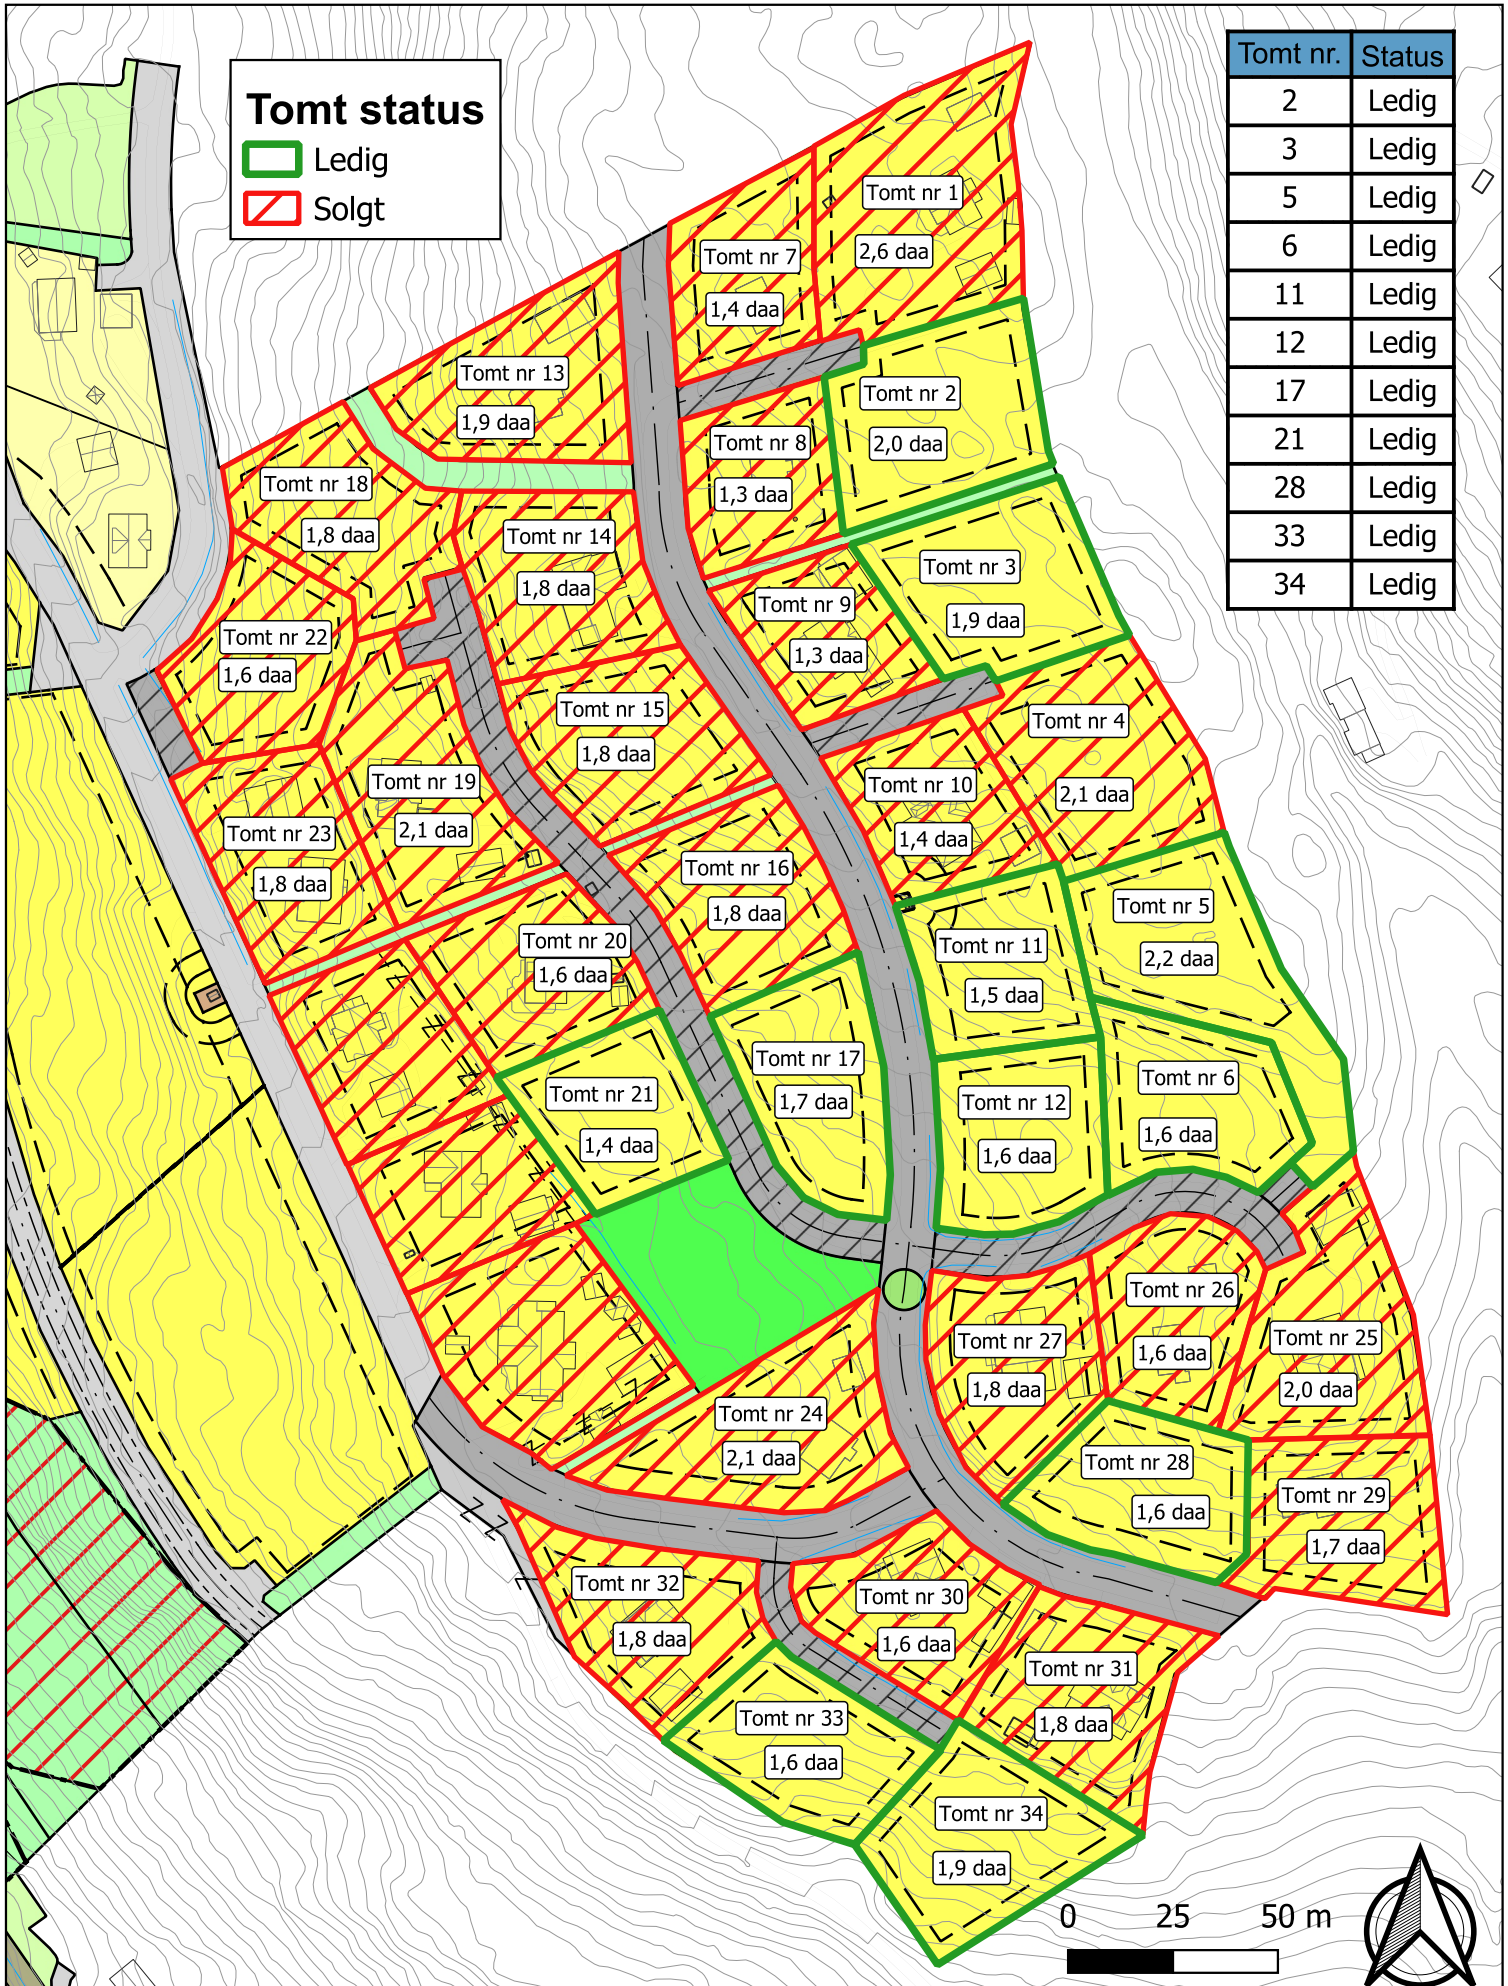 Tomt status
Ledig
Solgt
Tomt nr. Status
2 Ledig
3 Ledig
5 Ledig
6 Ledig
11 Ledig
12 Ledig
17 Ledig
21 Ledig
28 Ledig
33 Ledig
34 Ledig
Tomt nr 1
2,6 daa
Tomt nr 7
1,4 daa
Tomt nr 13
1,9 daa
Tomt nr 2
2,0 daa
Tomt nr 8
1,3 daa
Tomt nr 18
1,8 daa
Tomt nr 14
1,8 daa
Tomt nr 3
1,9 daa
Tomt nr 9
1,3 daa
Tomt nr 22
1,6 daa
Tomt nr 15
1,8 daa
Tomt nr 4
2,1 daa
Tomt nr 19
2,1 daa
Tomt nr 10
1,4 daa
Tomt nr 23
1,8 daa
Tomt nr 16
1,8 daa
Tomt nr 5
2,2 daa
Tomt nr 20
1,6 daa
Tomt nr 11
1,5 daa
Tomt nr 17
1,7 daa
Tomt nr 6
1,6 daa
Tomt nr 21
1,4 daa
Tomt nr 12
1,6 daa
Tomt nr 26
1,6 daa
Tomt nr 27
1,8 daa
Tomt nr 25
2,0 daa
Tomt nr 24
2,1 daa
Tomt nr 28
1,6 daa
Tomt nr 29
1,7 daa
Tomt nr 32
1,8 daa
Tomt nr 30
1,6 daa
Tomt nr 31
1,8 daa
Tomt nr 33
1,6 daa
Tomt nr 34
1,9 daa
0 25 50 m